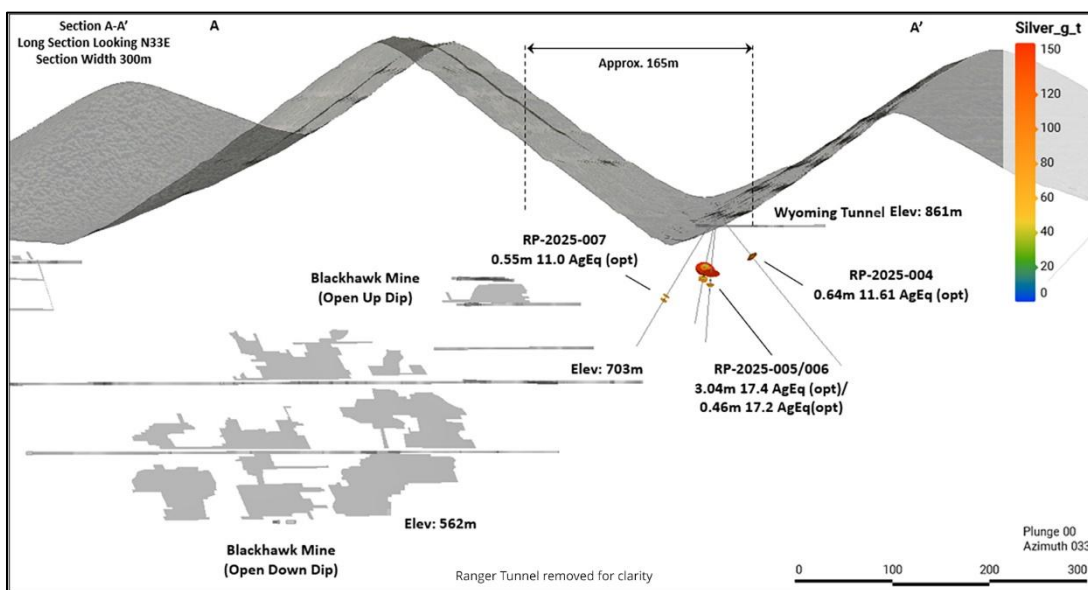 Section A-A'
Long Section Looking N33E
Section Width 300m
A
A'
Silver_g_t
150
120
100
80
60
40
20
0
Approx. 165m
Wyoming Tunnel Elev: 861m
RP-2025-007
0.55m 11.0 AgEq (opt)
RP-2025-004
0.64m 11.61 AgEq (opt)
Blackhawk Mine
(Open Up Dip)
Elev: 703m
RP-2025-005/006
3.04m 17.4 AgEq (opt)/
0.46m 17.2 AgEq(opt)
Elev: 562m
Blackhawk Mine
(Open Down Dip)
Ranger Tunnel removed for clarity
Plunge 00
Azimuth 033
0 100 200 300